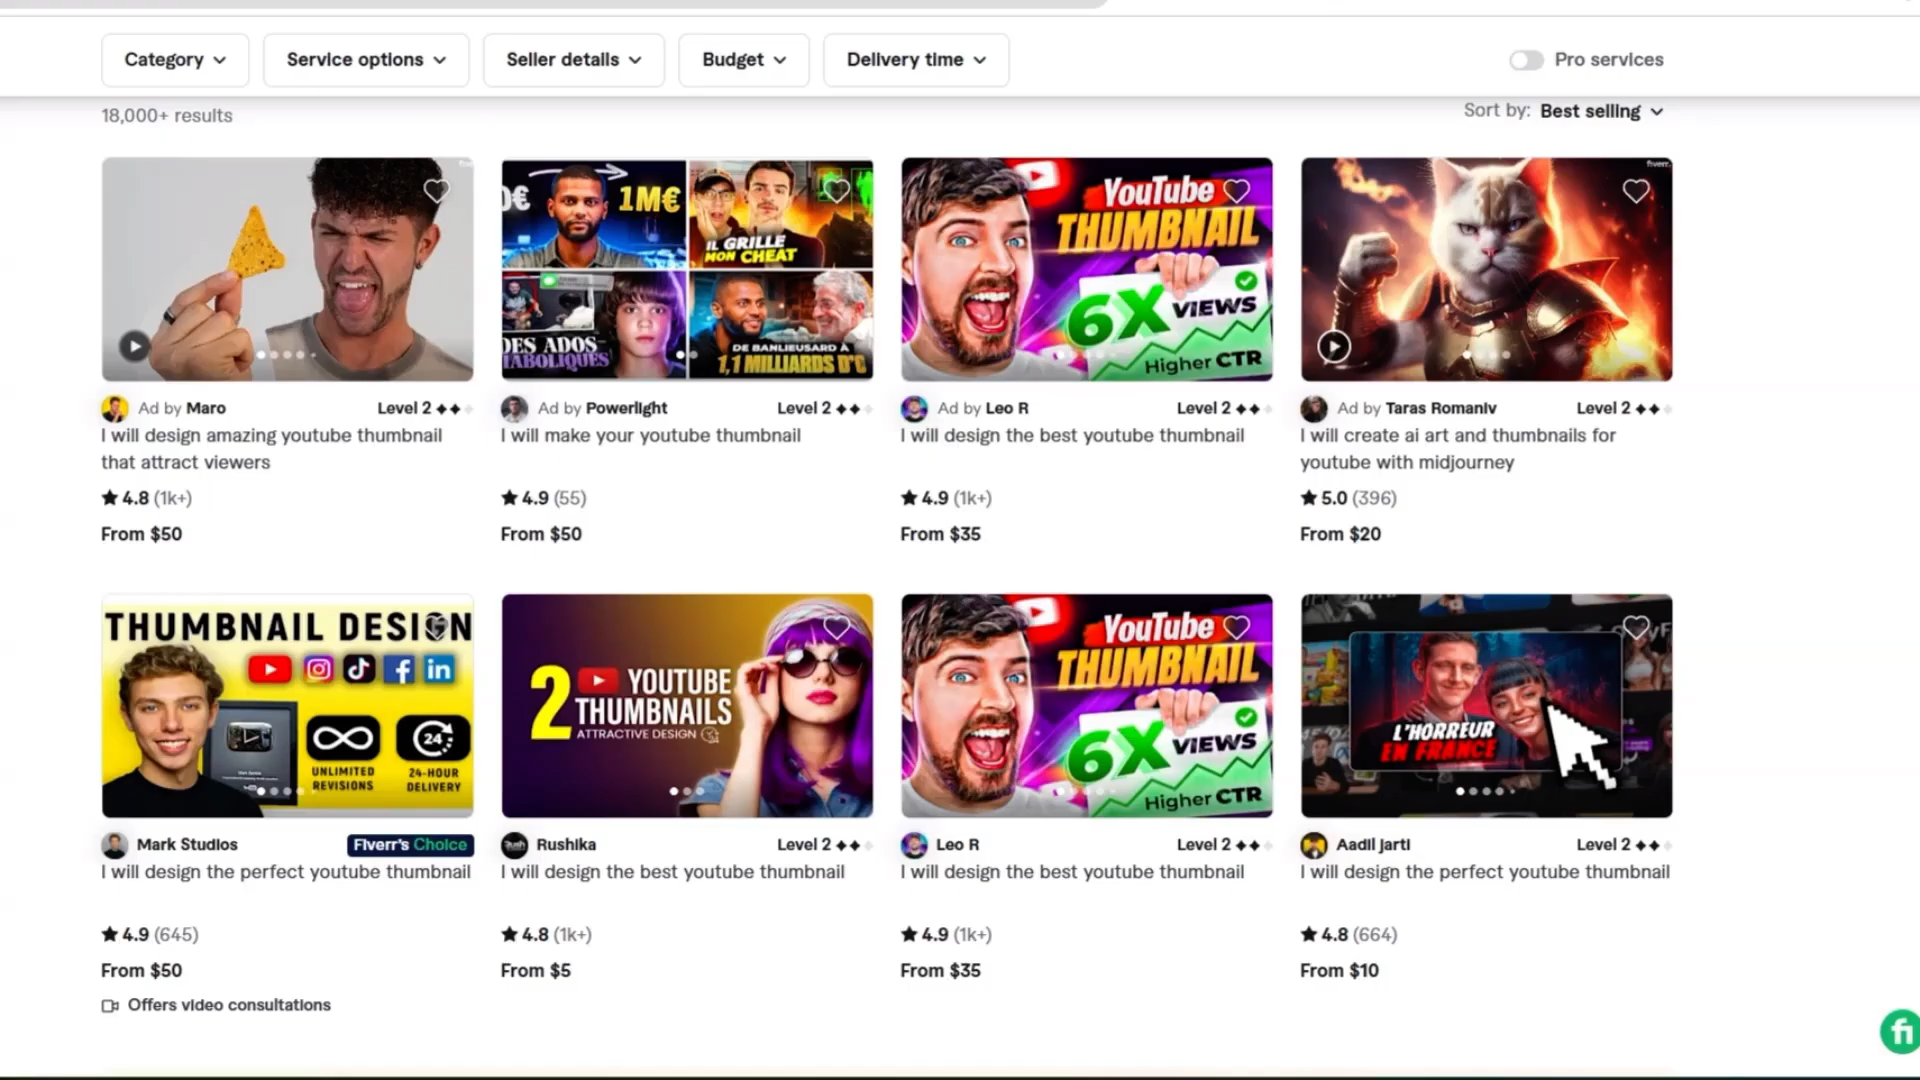 Category
Service options
Seller details
Budget
Delivery time
Pro services
18,000+ results
Sort by: Best selling
1M€
IL GRILLE
MON CHEAT
DES ADOS
DIABOLIQUES
DE BANLIEUSARD À
1,1 MILLIARDS D'€
YouTube
THUMBNAIL
6X VIEWS
Higher CTR
fiverr.
Ad by Maro
Level 2
I will design amazing youtube thumbnail
that attract viewers
4.8 (1k+)
From $50
Ad by Powerlight
Level 2
I will make your youtube thumbnail
4.9 (55)
From $50
Ad by Leo R
Level 2
I will design the best youtube thumbnail
4.9 (1k+)
From $35
Ad by Taras Romaniv
Level 2
I will create ai art and thumbnails for
youtube with midjourney
5.0 (396)
From $20
THUMBNAIL DESIGN
in
24
UNLIMITED
REVISIONS
24-HOUR
DELIVERY
Mark Studios
Fiverr's Choice
I will design the perfect youtube thumbnail
4.9 (645)
From $50
Offers video consultations
2 YOUTUBE
THUMBNAILS
ATTRACTIVE DESIGN
Rushika
Level 2
I will design the best youtube thumbnail
4.8 (1k+)
From $5
YouTube
THUMBNAIL
6X VIEWS
Higher CTR
Leo R
Level 2
I will design the best youtube thumbnail
4.9 (1k+)
From $35
L'HORREUR
EN FRANCE
Aadil jarti
Level 2
I will design the perfect youtube thumbnail
4.8 (664)
From $10
fi